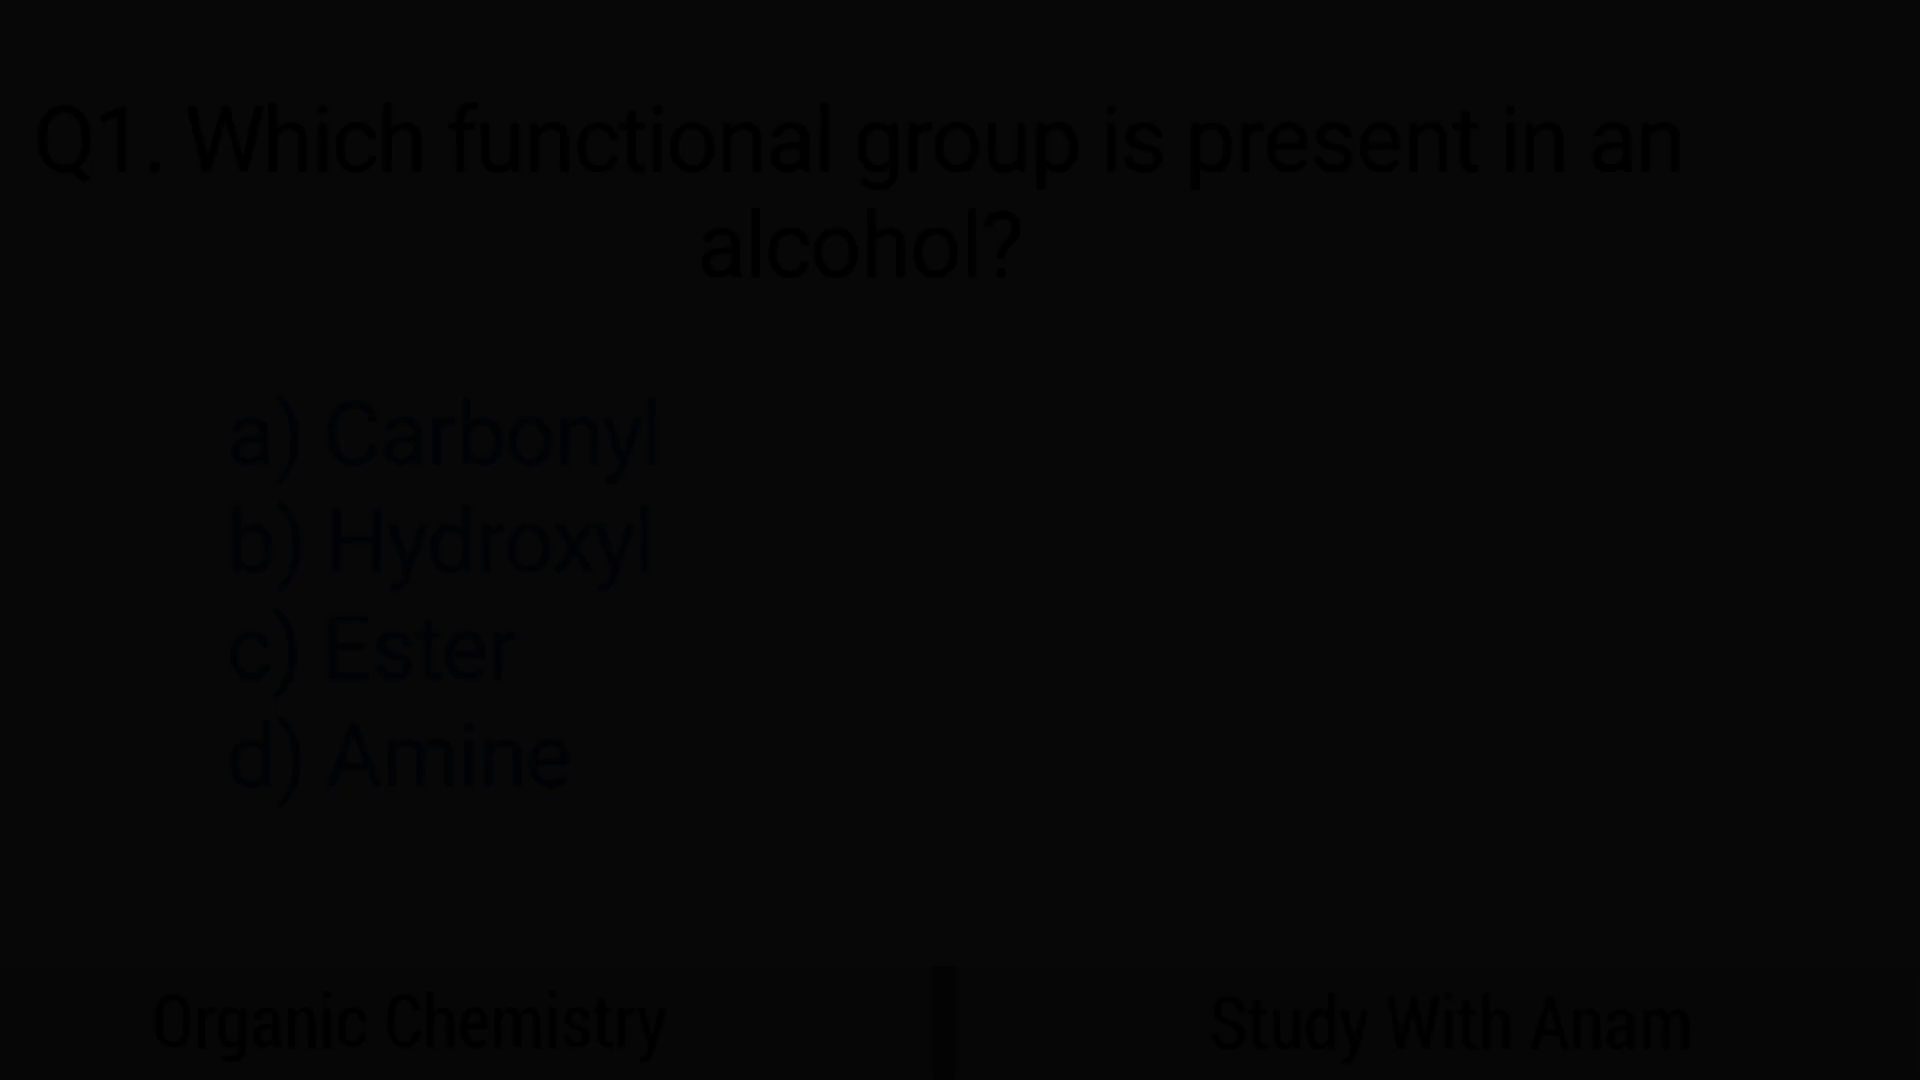 Q1. Which functional group is present in an
alcohol?
a) Carbonyl
b) Hydroxyl
c) Ester
d) Amine
Organic Chemistry
Study With Anam